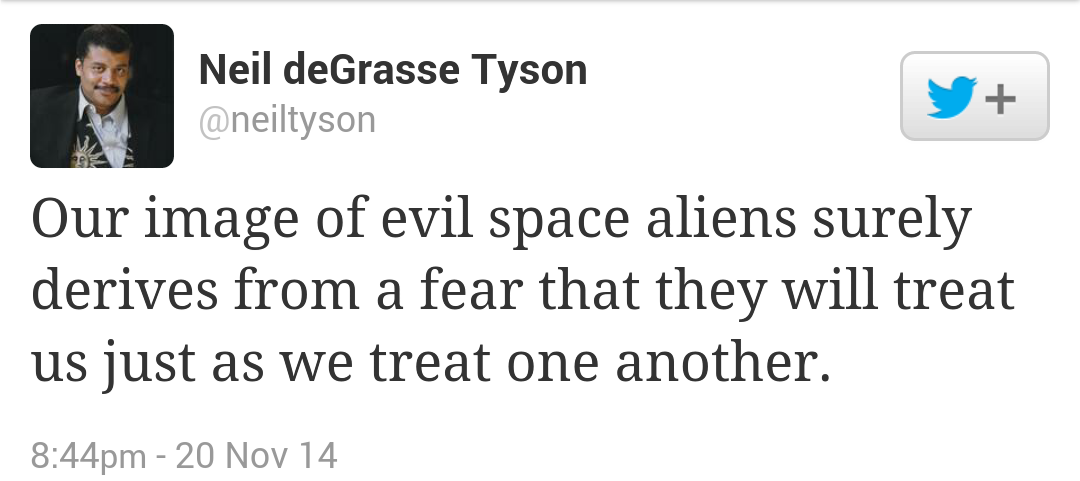 Neil deGrasse Tyson
@neiltyson
+
Our image of evil space aliens surely
derives from a fear that they will treat
us just as we treat one another.
8:44pm - 20 Nov 14